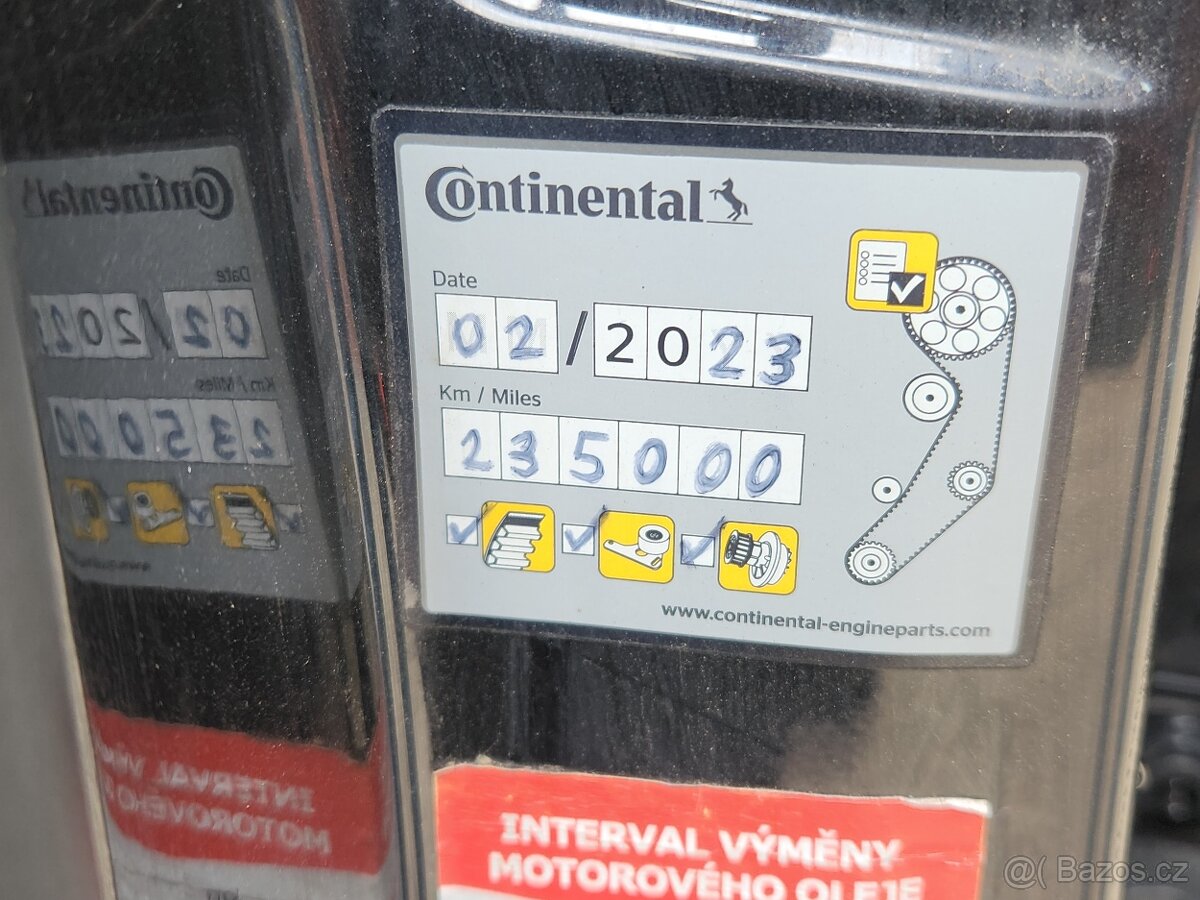 Continental
Date
02/2023
Km / Miles
235000
www.continental-engineparts.com
INTERVAL VÝMĚNY
MOTOROVÉHO OLEJE
@( Bazos.cz